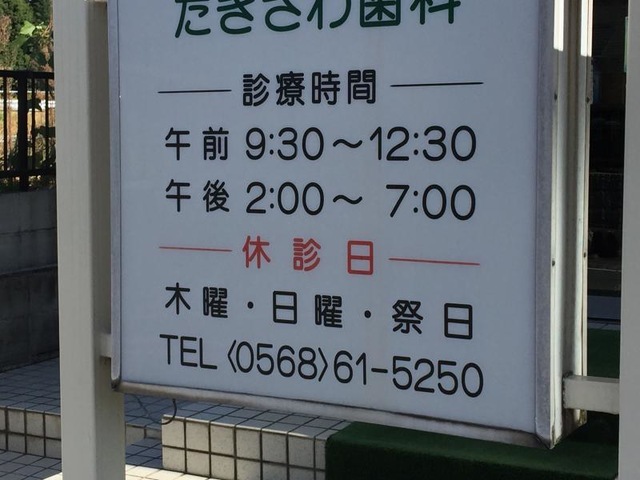 たきざわ歯科
診療時間
午前 9:30～12:30
午後 2:00～ 7:00
休診日
木曜・日曜・祭日
TEL〈0568〉61-5250